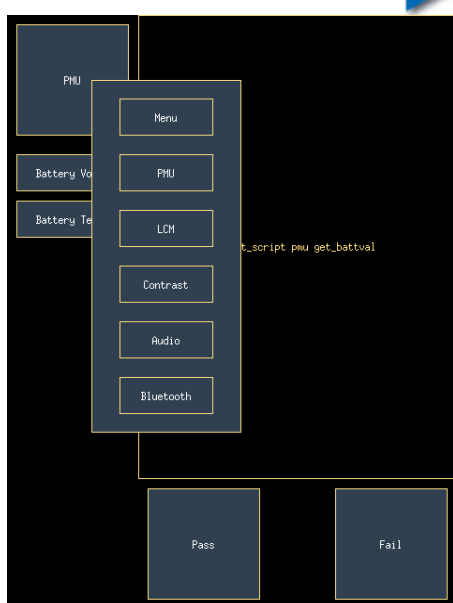 PMU
Menu
Battery Vo
PMU
Battery Te
LCM
t_script pmu get_battval
Contrast
Audio
Bluetooth
Pass
Fail